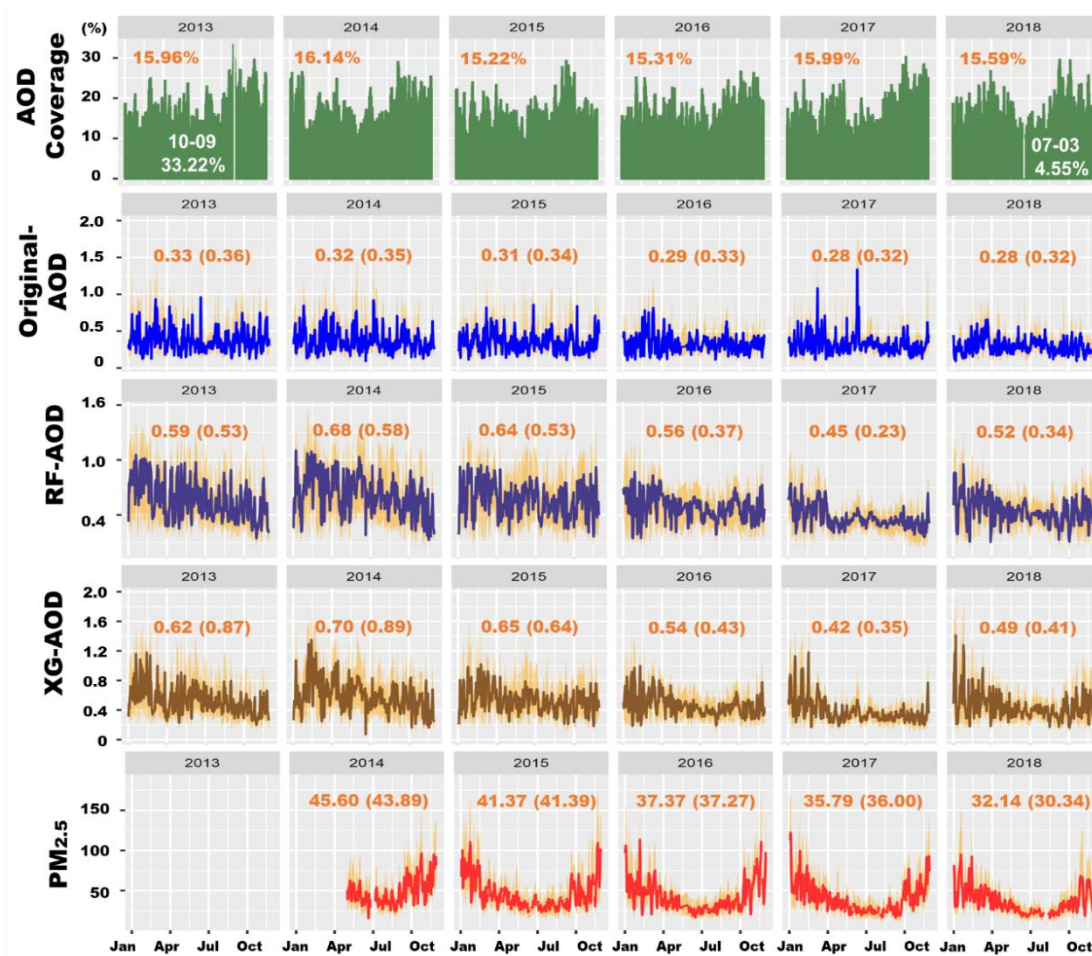 (%)
2013 2014 2015 2016 2017 2018
AOD Coverage
30
20
10
0
15.96% 16.14% 15.22% 15.31% 15.99% 15.59%
10-09
33.22%
07-03
4.55%
2013 2014 2015 2016 2017 2018
Original-AOD
2.0
1.5
1.0
0.5
0
0.33 (0.36) 0.32 (0.35) 0.31 (0.34) 0.29 (0.33) 0.28 (0.32) 0.28 (0.32)
2013 2014 2015 2016 2017 2018
RF-AOD
1.6
1.0
0.4
0.59 (0.53) 0.68 (0.58) 0.64 (0.53) 0.56 (0.37) 0.45 (0.23) 0.52 (0.34)
2013 2014 2015 2016 2017 2018
XG-AOD
2.0
1.6
1.2
0.8
0.4
0
0.62 (0.87) 0.70 (0.89) 0.65 (0.64) 0.54 (0.43) 0.42 (0.35) 0.49 (0.41)
2013 2014 2015 2016 2017 2018
PM2.5
150
100
50
45.60 (43.89) 41.37 (41.39) 37.37 (37.27) 35.79 (36.00) 32.14 (30.34)
Jan Apr Jul Oct Jan Apr Jul Oct Jan Apr Jul Oct Jan Apr Jul Oct Jan Apr Jul Oct Jan Apr Jul Oct